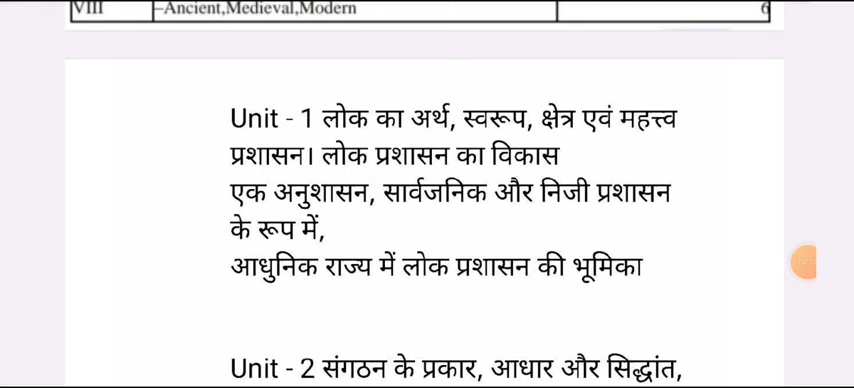 VIII –Ancient,Medieval,Modern 6
Unit - 1 लोक का अर्थ, स्वरूप, क्षेत्र एवं महत्त्व
प्रशासन। लोक प्रशासन का विकास
एक अनुशासन, सार्वजनिक और निजी प्रशासन
के रूप में,
आधुनिक राज्य में लोक प्रशासन की भूमिका
Unit - 2 संगठन के प्रकार, आधार और सिद्धांत,